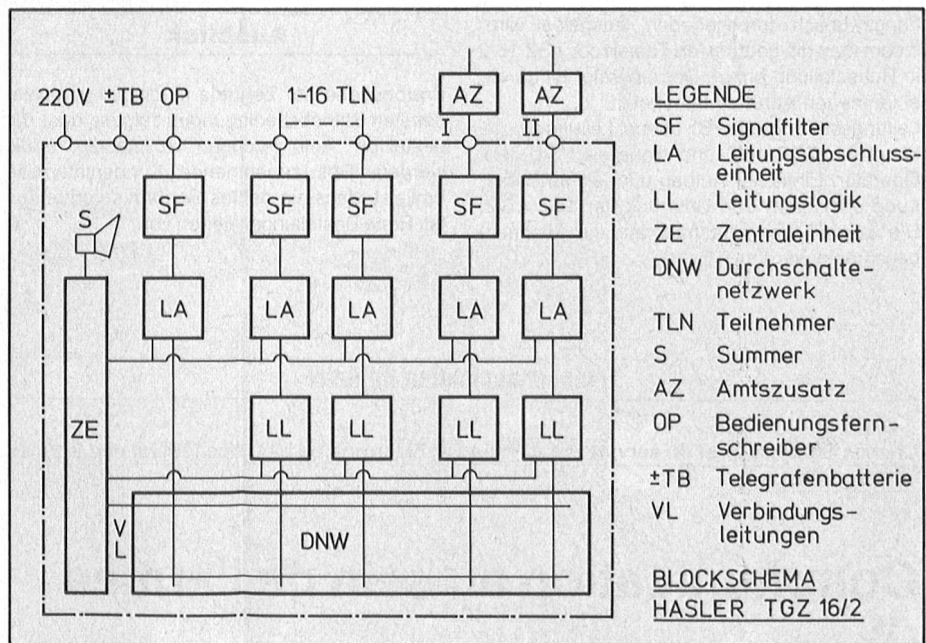 220V ±TB OP 1-16 TLN AZ AZ
I II
S SF SF SF SF SF
LA LA LA LA LA
ZE LL LL LL LL
VL DNW
LEGENDE
SF Signalfilter
LA Leitungsabschluss-
einheit
LL Leitungslogik
ZE Zentraleinheit
DNW Durchschalte-
netzwerk
TLN Teilnehmer
S Summer
AZ Amtszusatz
OP Bedienungsfern-
schreiber
±TB Telegrafenbatterie
VL Verbindungs-
leitungen
BLOCKSCHEMA
HASLER TGZ 16/2